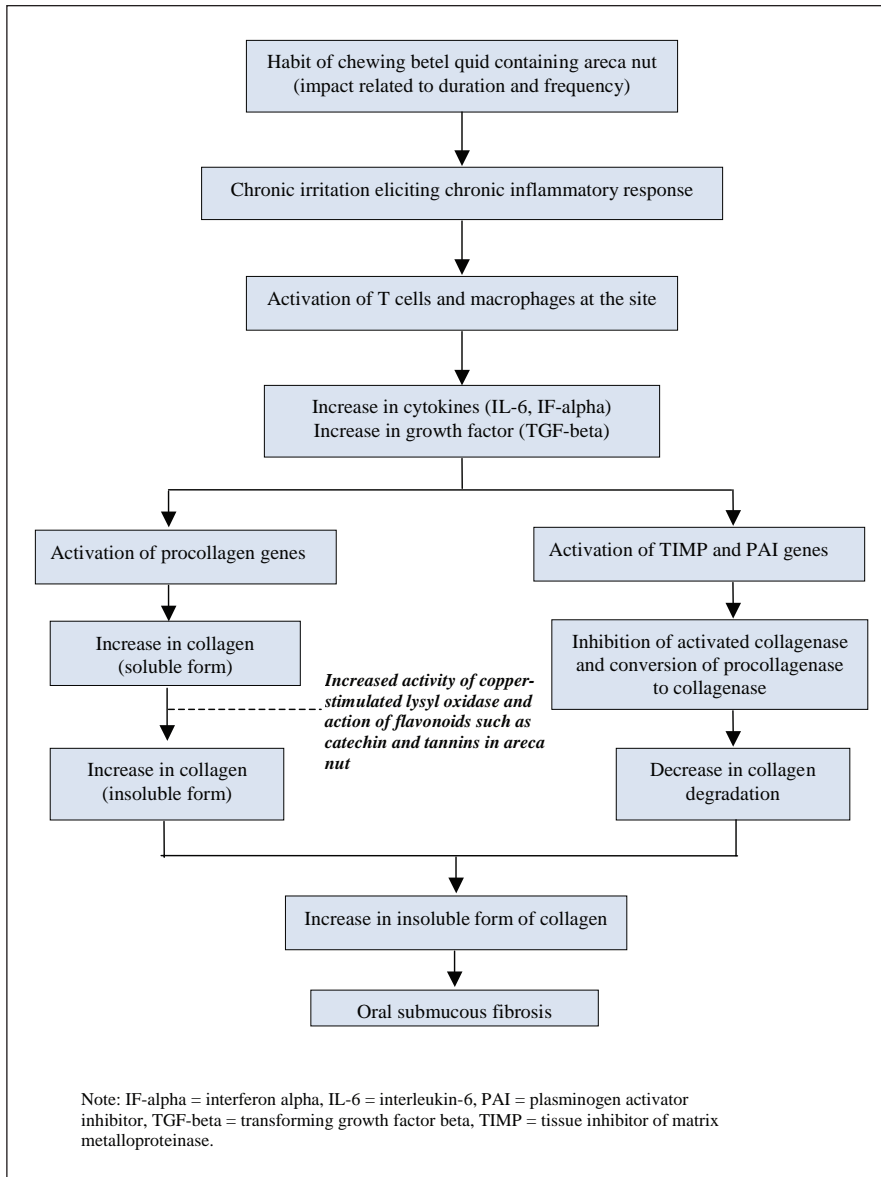 Habit of chewing betel quid containing areca nut
(impact related to duration and frequency)
Chronic irritation eliciting chronic inflammatory response
Activation of T cells and macrophages at the site
Increase in cytokines (IL-6, IF-alpha)
Increase in growth factor (TGF-beta)
Activation of procollagen genes
Increase in collagen
(soluble form)
Increased activity of copper-
stimulated lysyl oxidase and
action of flavonoids such as
catechin and tannins in areca
nut
Increase in collagen
(insoluble form)
Activation of TIMP and PAI genes
Inhibition of activated collagenase
and conversion of procollagenase
to collagenase
Decrease in collagen
degradation
Increase in insoluble form of collagen
Oral submucous fibrosis
Note: IF-alpha = interferon alpha, IL-6 = interleukin-6, PAI = plasminogen activator
inhibitor, TGF-beta = transforming growth factor beta, TIMP = tissue inhibitor of matrix
metalloproteinase.